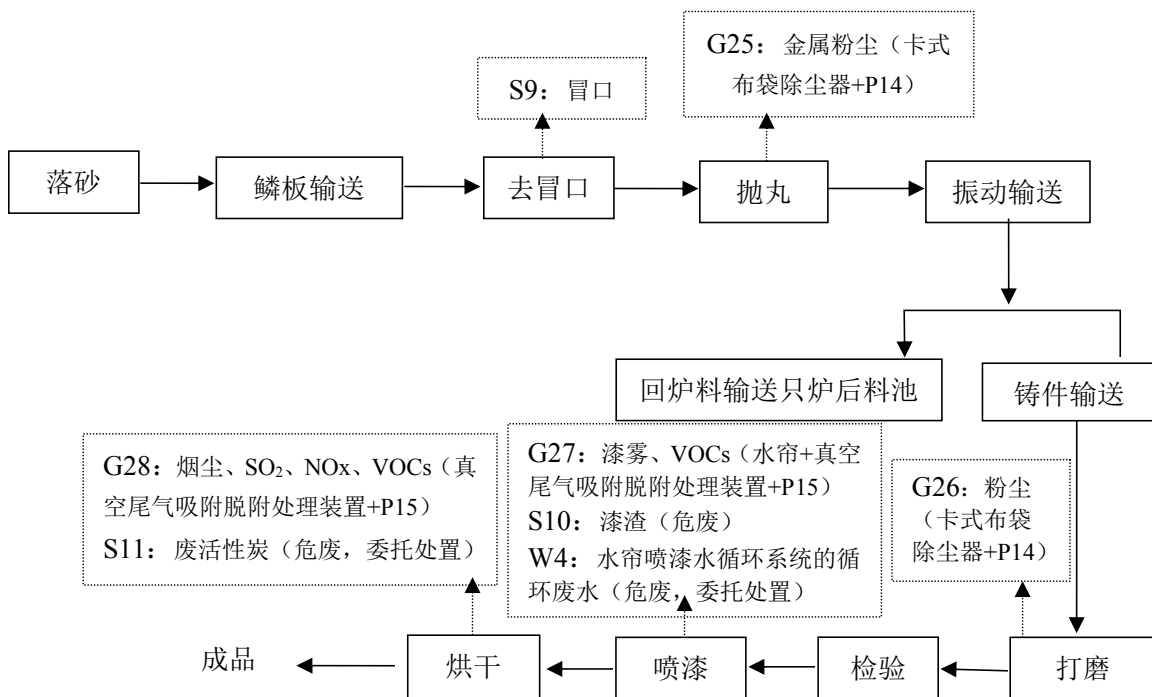 G25：金属粉尘（卡式
布袋除尘器+P14）
S9：冒口
落砂
鳞板输送
去冒口
抛丸
振动输送
回炉料输送只炉后料池
铸件输送
G28：烟尘、SO₂、NOx、VOCs（真
空尾气吸附脱附处理装置+P15）
S11：废活性炭（危废，委托处置）
G27：漆雾、VOCs（水帘+真空
尾气吸附脱附处理装置+P15）
S10：漆渣（危废）
W4：水帘喷漆水循环系统的循
环废水（危废，委托处置）
G26：粉尘
（卡式布袋
除尘器+P14）
成品
烘干
喷漆
检验
打磨